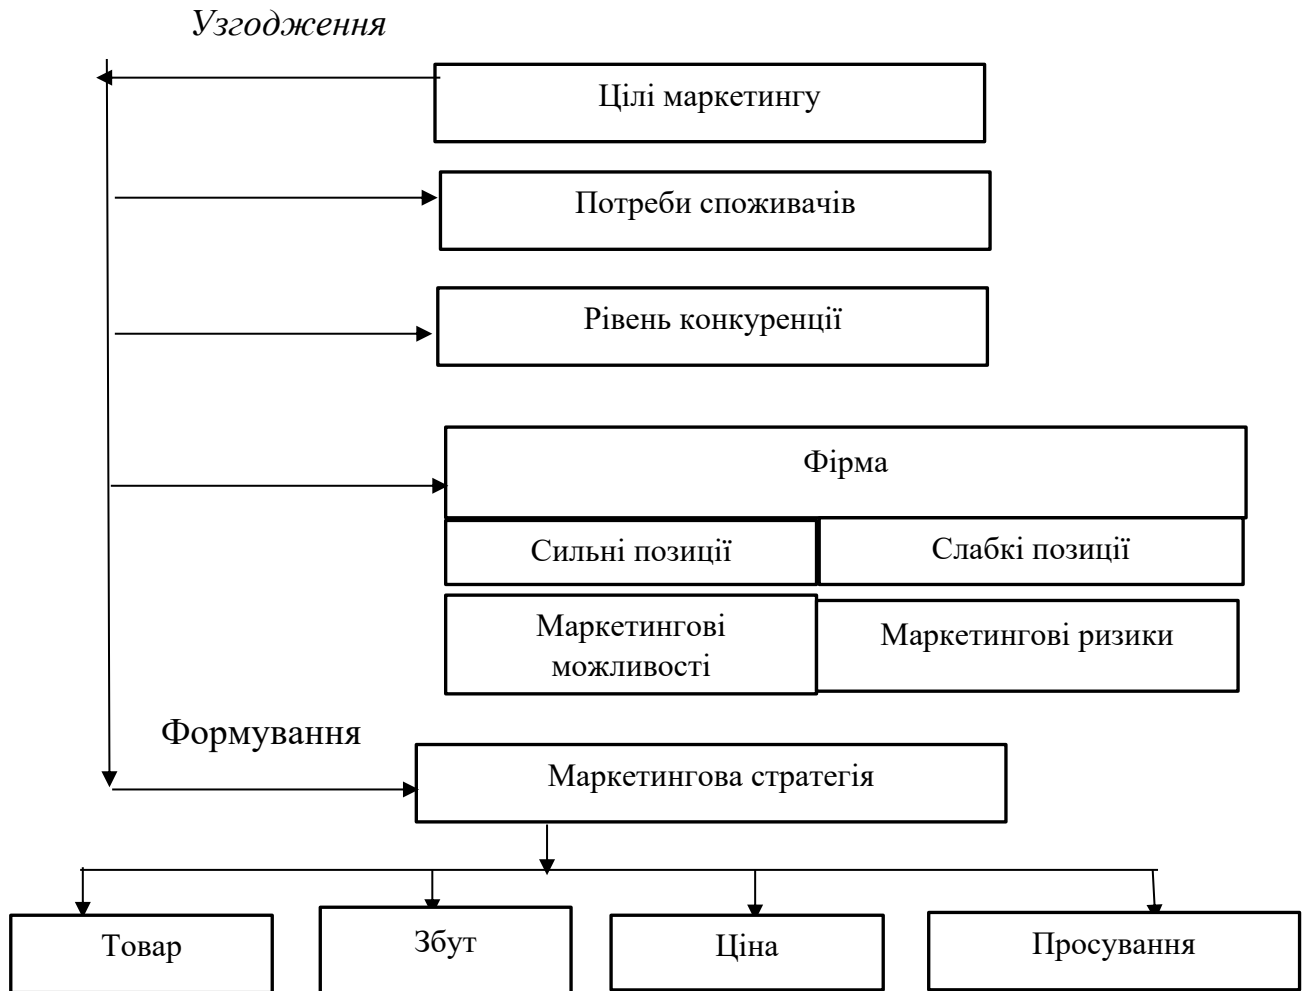 Узгодження
Цілі маркетингу
Потреби споживачів
Рівень конкуренції
Фірма
Сильні позиції
Слабкі позиції
Маркетингові
можливості
Маркетингові ризики
Формування
Маркетингова стратегія
Товар
Збут
Ціна
Просування